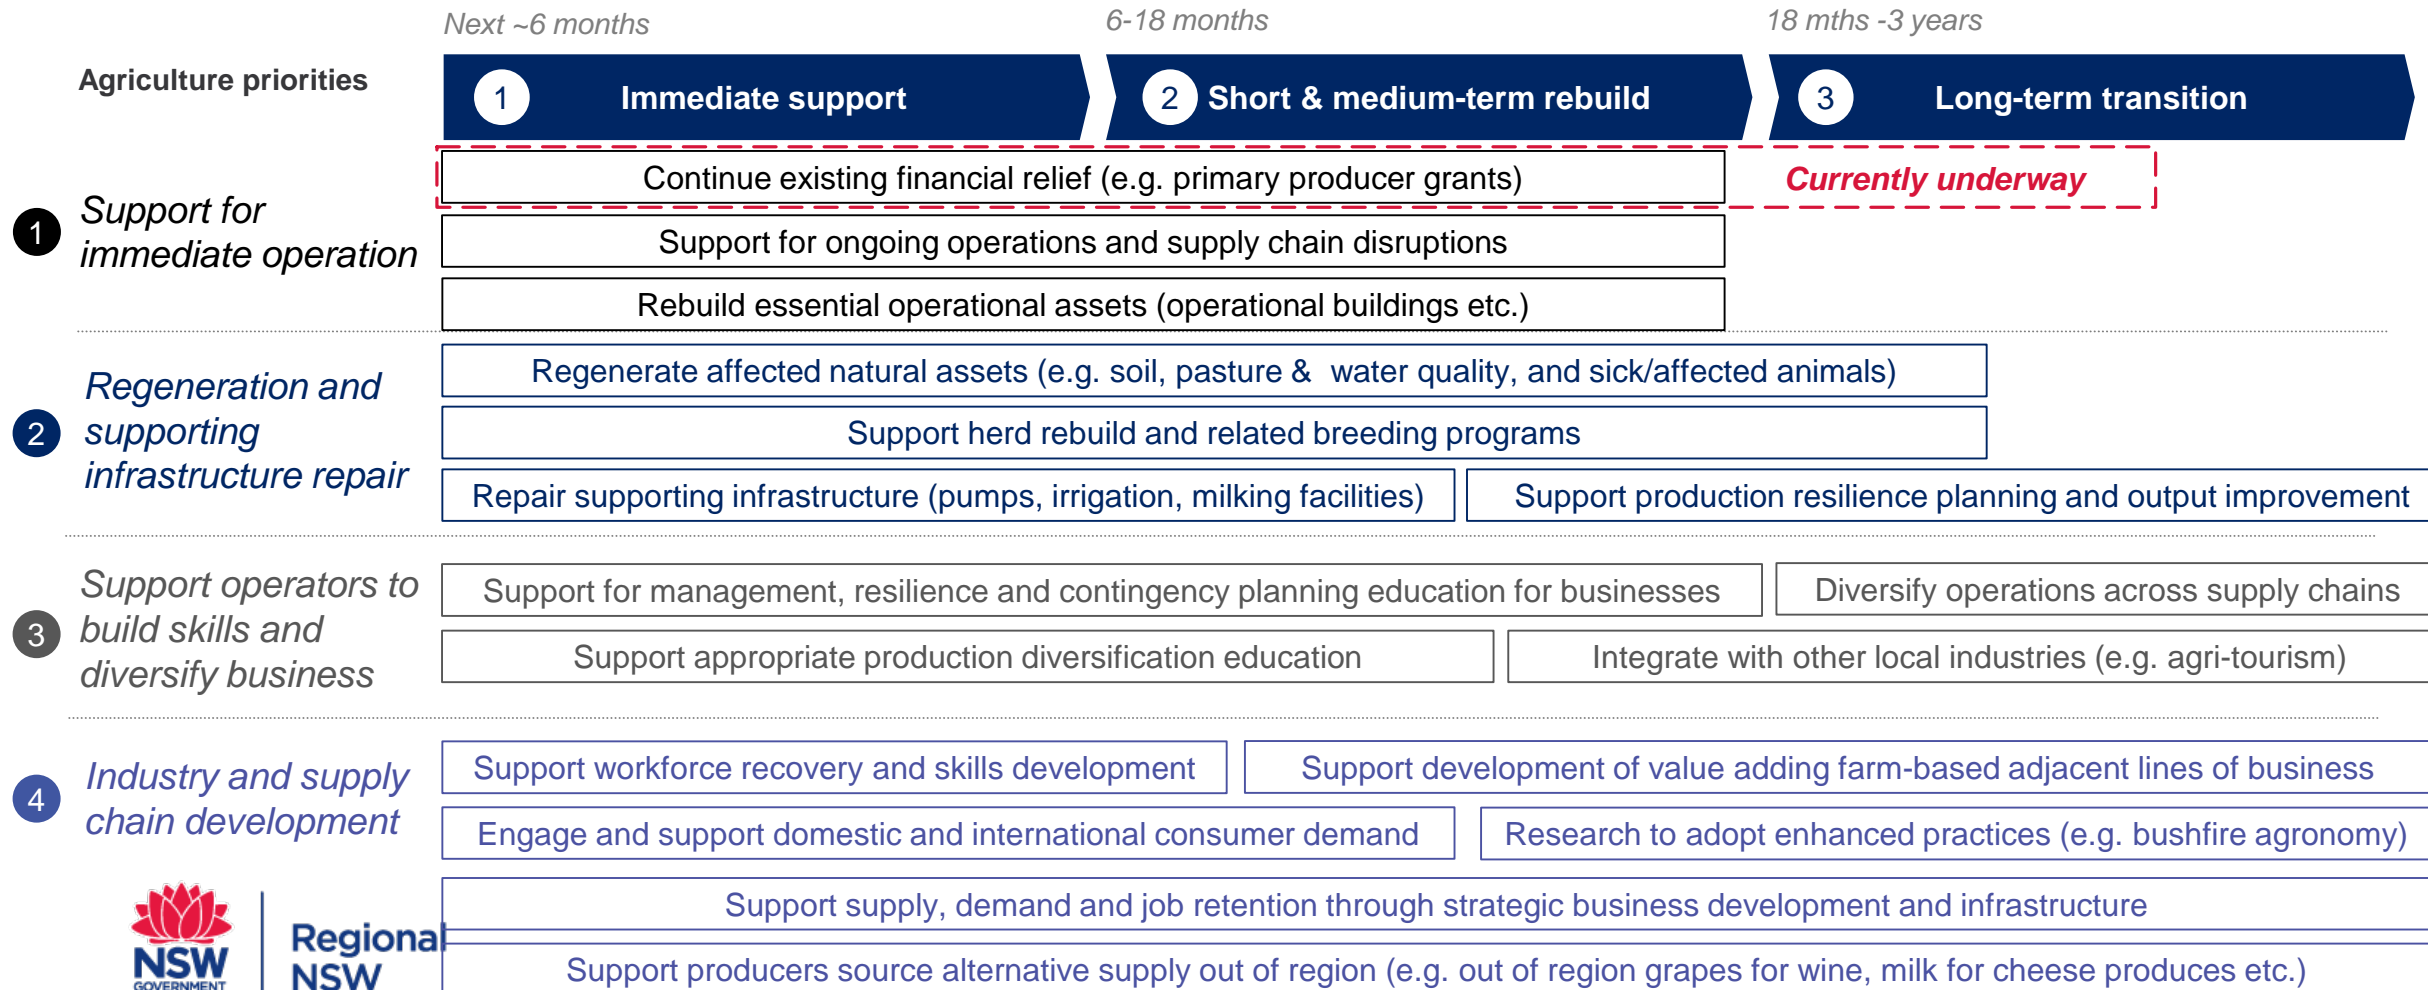 Next ~6 months
6-18 months
18 mths -3 years
Agriculture priorities
1 Immediate support
2 Short & medium-term rebuild
3 Long-term transition
1 Support for
immediate operation
Continue existing financial relief (e.g. primary producer grants)
Currently underway
Support for ongoing operations and supply chain disruptions
Rebuild essential operational assets (operational buildings etc.)
2 Regeneration and
supporting
infrastructure repair
Regenerate affected natural assets (e.g. soil, pasture &  water quality, and sick/affected animals)
Support herd rebuild and related breeding programs
Repair supporting infrastructure (pumps, irrigation, milking facilities)
Support production resilience planning and output improvement
3 Support operators to
build skills and
diversify business
Support for management, resilience and contingency planning education for businesses
Diversify operations across supply chains
Support appropriate production diversification education
Integrate with other local industries (e.g. agri-tourism)
4 Industry and supply
chain development
Support workforce recovery and skills development
Support development of value adding farm-based adjacent lines of business
Engage and support domestic and international consumer demand
Research to adopt enhanced practices (e.g. bushfire agronomy)
Support supply, demand and job retention through strategic business development and infrastructure
Support producers source alternative supply out of region (e.g. out of region grapes for wine, milk for cheese produces etc.)
NSW
GOVERNMENT
Regional
NSW